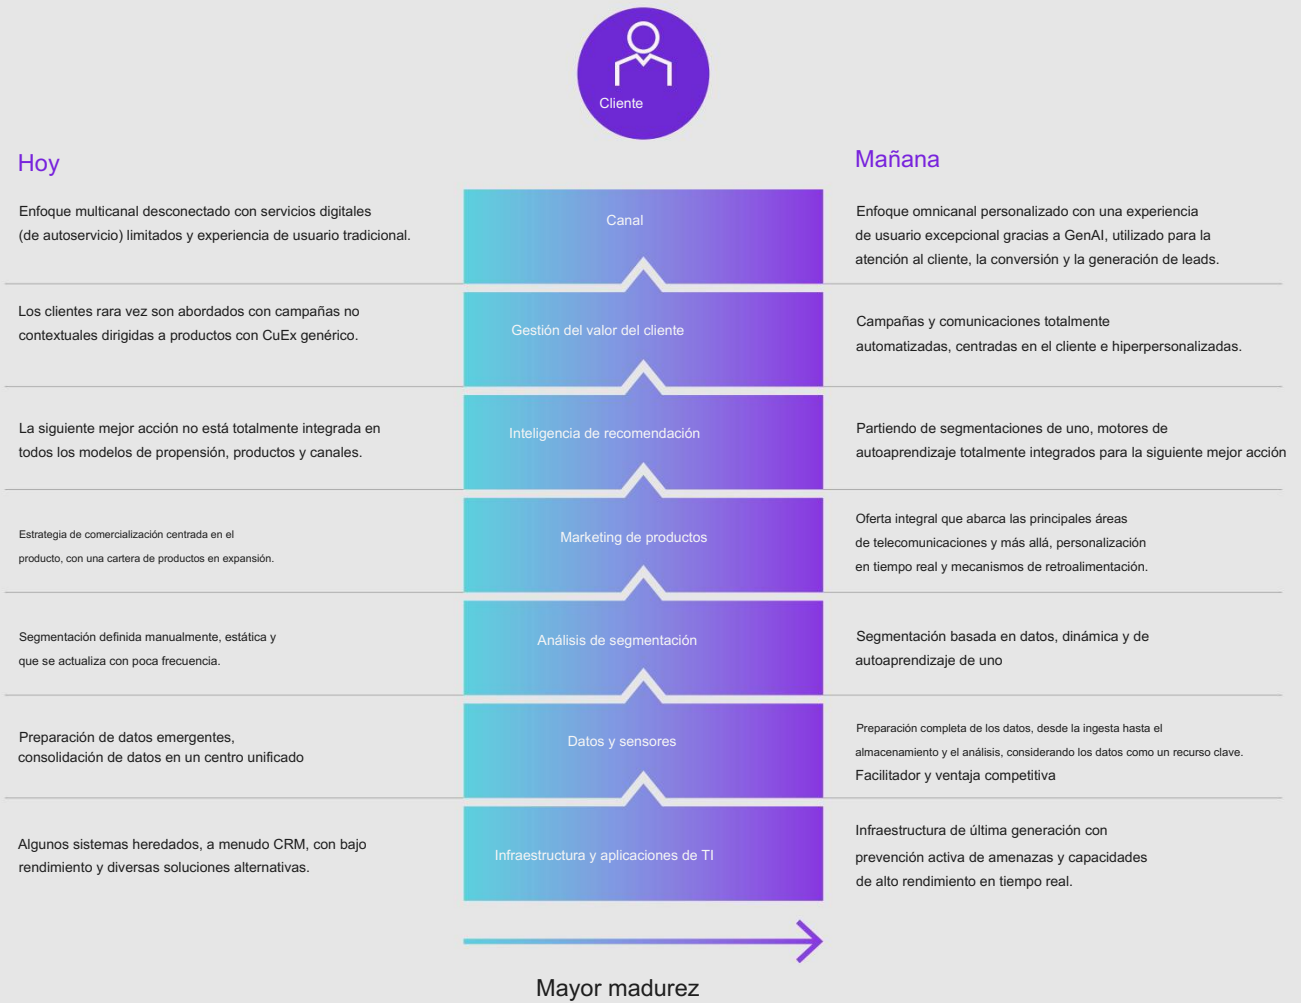 Cliente
Hoy
Mañana
Enfoque multicanal desconectado con servicios digitales
(de autoservicio) limitados y experiencia de usuario tradicional.
Canal
Enfoque omnicanal personalizado con una experiencia
de usuario excepcional gracias a GenAI, utilizado para la
atención al cliente, la conversión y la generación de leads.
Los clientes rara vez son abordados con campañas no
contextuales dirigidas a productos con CuEx genérico.
Gestión del valor del cliente
Campañas y comunicaciones totalmente
automatizadas, centradas en el cliente e hiperpersonalizadas.
La siguiente mejor acción no está totalmente integrada en
todos los modelos de propensión, productos y canales.
Inteligencia de recomendación
Partiendo de segmentaciones de uno, motores de
autoaprendizaje totalmente integrados para la siguiente mejor acción
Estrategia de comercialización centrada en el
producto, con una cartera de productos en expansión.
Marketing de productos
Oferta integral que abarca las principales áreas
de telecomunicaciones y más allá, personalización
en tiempo real y mecanismos de retroalimentación.
Segmentación definida manualmente, estática y
que se actualiza con poca frecuencia.
Análisis de segmentación
Segmentación basada en datos, dinámica y de
autoaprendizaje de uno
Preparación de datos emergentes,
consolidación de datos en un centro unificado
Datos y sensores
Preparación completa de los datos, desde la ingesta hasta el
almacenamiento y el análisis, considerando los datos como un recurso clave.
Facilitador y ventaja competitiva
Algunos sistemas heredados, a menudo CRM, con bajo
rendimiento y diversas soluciones alternativas.
Infraestructura y aplicaciones de TI
Infraestructura de última generación con
prevención activa de amenazas y capacidades
de alto rendimiento en tiempo real.
Mayor madurez